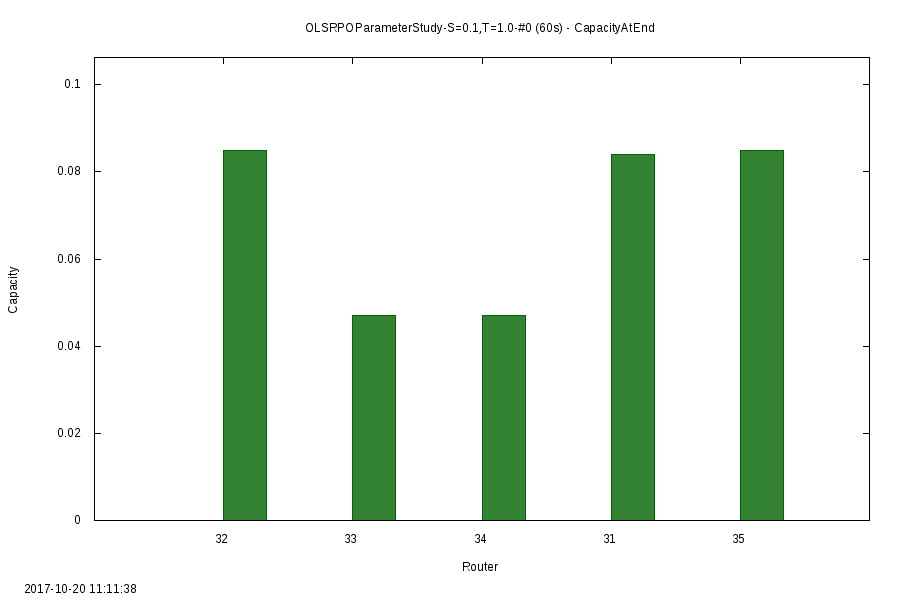 OLSRPOParameterStudy-S=0.1,T=1.0-#0 (60s) - CapacityAtEnd
0.1
0.08
0.06
0.04
0.02
0
Capacity
32 33 34 31 35
Router
2017-10-20 11:11:38